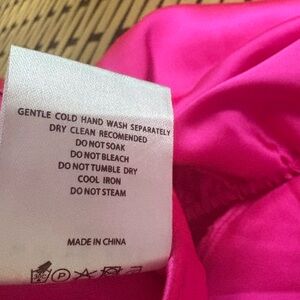 GENTLE COLD HAND WASH SEPARATELY
DRY CLEAN RECOMENDED
DO NOT SOAK
DO NOT BLEACH
DO NOT TUMBLE DRY
COOL IRON
DO NOT STEAM
MADE IN CHINA